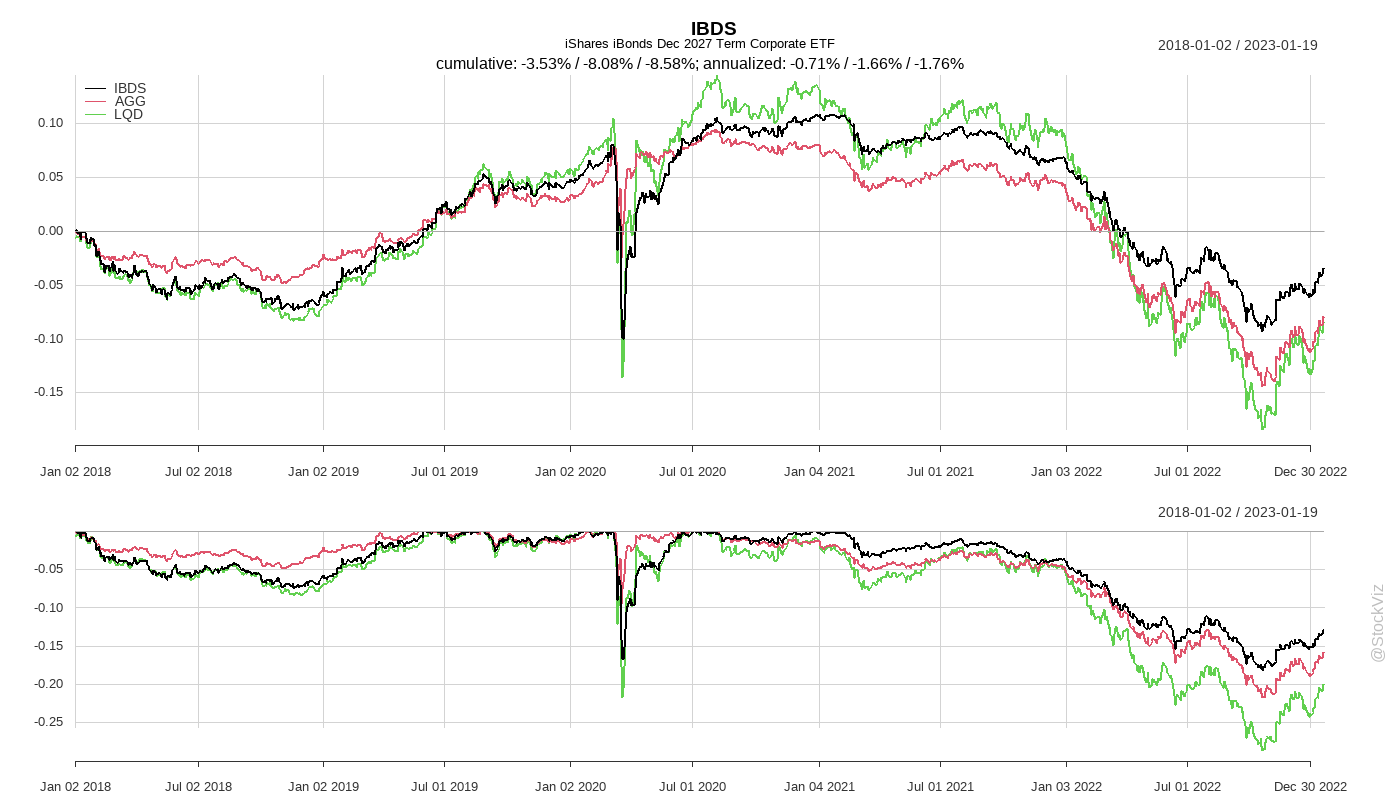 IBDS
iShares iBonds Dec 2027 Term Corporate ETF
2018-01-02 / 2023-01-19
cumulative: -3.53% / -8.08% / -8.58%; annualized: -0.71% / -1.66% / -1.76%
IBDS
AGG
LQD
0.10
0.05
0.00
-0.05
-0.10
-0.15
Jan 02 2018 Jul 02 2018 Jan 02 2019 Jul 01 2019 Jan 02 2020 Jul 01 2020 Jan 04 2021 Jul 01 2021 Jan 03 2022 Jul 01 2022 Dec 30 2022
2018-01-02 / 2023-01-19
-0.05
-0.10
-0.15
-0.20
-0.25
Jan 02 2018 Jul 02 2018 Jan 02 2019 Jul 01 2019 Jan 02 2020 Jul 01 2020 Jan 04 2021 Jul 01 2021 Jan 03 2022 Jul 01 2022 Dec 30 2022
@StockViz